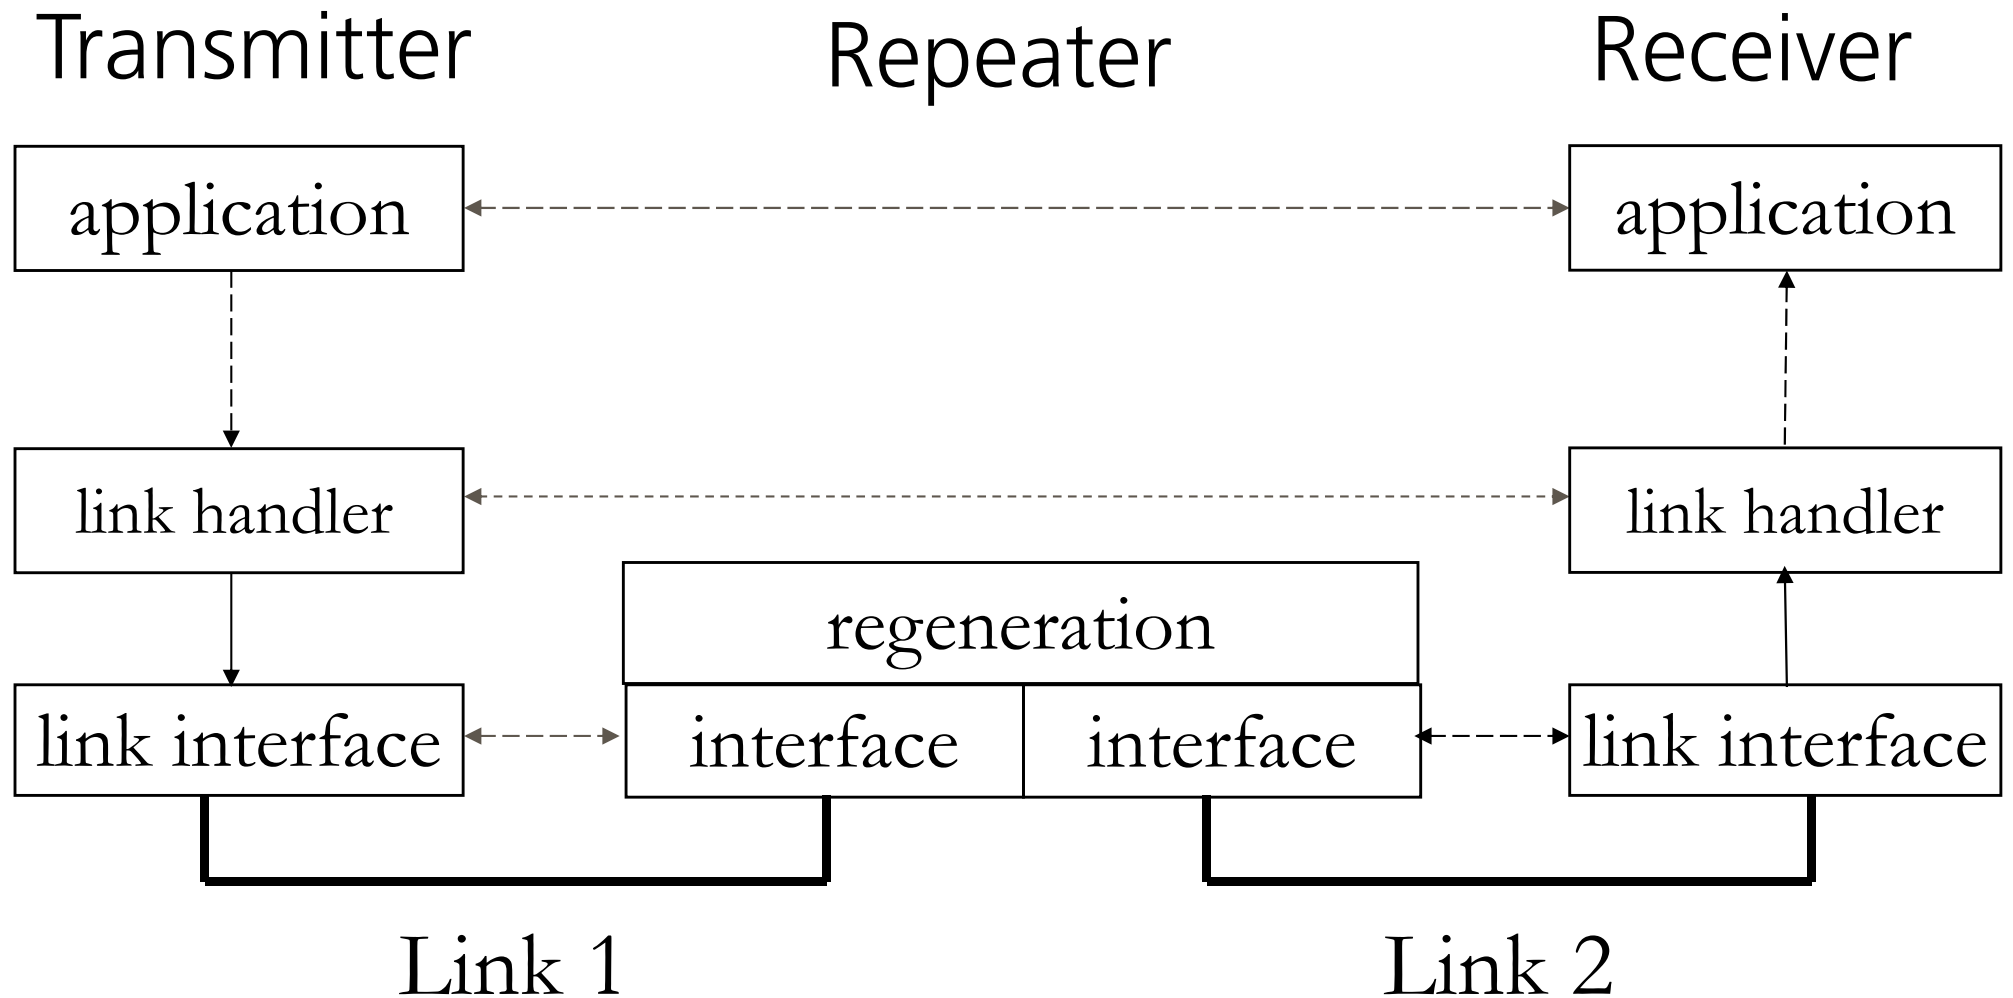 Transmitter Repeater Receiver
application application
link handler link handler
regeneration
link interface interface interface link interface
Link 1 Link 2